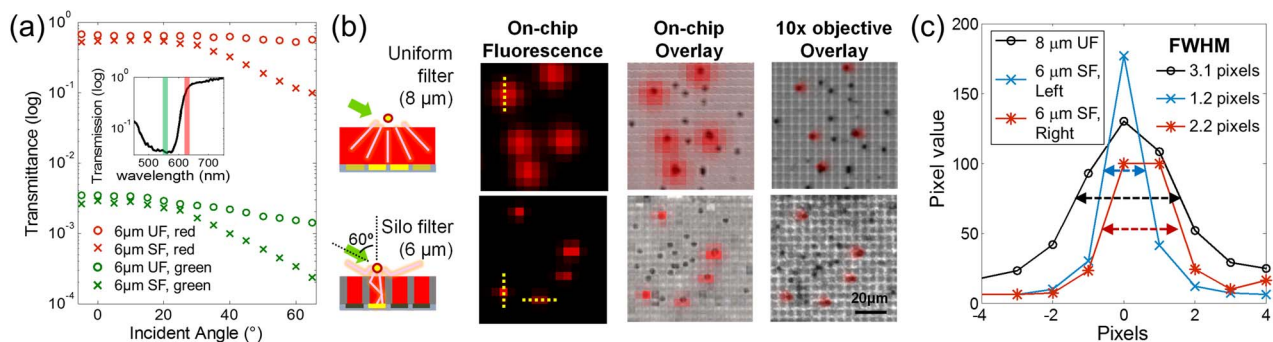 (a)
Transmittance (log)
10⁰
10⁻¹
10⁻²
10⁻³
10⁻⁴
Transmission (log)
10⁰
10⁻¹
500 600 700
wavelength (nm)
6μm UF, red
6μm SF, red
6μm UF, green
6μm SF, green
0 20 40 60
Incident Angle (°)
(b)
Uniform
filter
(8 μm)
Silo filter
(6 μm)
60º
On-chip
Fluorescence
On-chip
Overlay
10x objective
Overlay
20μm
(c)
Pixel value
200
150
100
50
0
8 μm UF
6 μm SF,
Left
6 μm SF,
Right
FWHM
3.1 pixels
1.2 pixels
2.2 pixels
-4 -2 0 2 4
Pixels